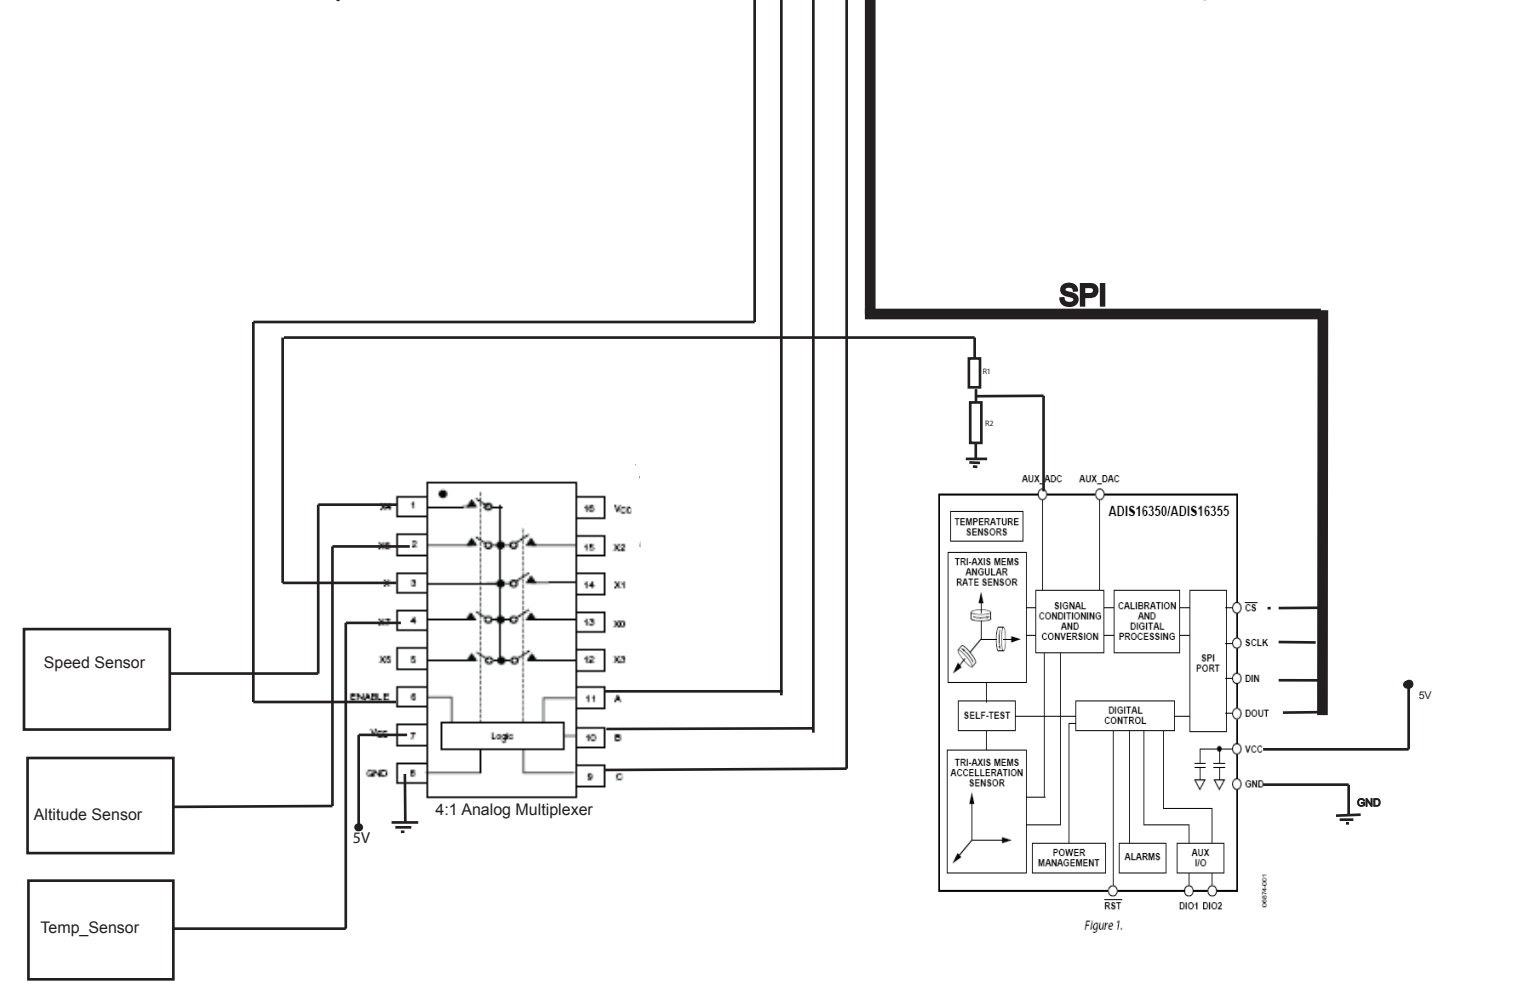 SPI
R1
R2
AUX_ADC AUX_DAC
ADIS16350/ADIS16355
TEMPERATURE
SENSORS
TRI-AXIS MEMS
ANGULAR
RATE SENSOR
SIGNAL
CONDITIONING
AND
CONVERSION
CALIBRATION
AND
DIGITAL
PROCESSING
SPI
PORT
CS
SCLK
DIN
DOUT
VCC
GND
5V
GND
SELF-TEST
DIGITAL
CONTROL
TRI-AXIS MEMS
ACCELLERATION
SENSOR
POWER
MANAGEMENT
ALARMS
AUX
I/O
RST
DIO1 DIO2
06874-001
Figure 1.
X4 1
2
X 3
4
X5 5
ENABLE 6
Vcc 7
GND 8
16 Vcc
15 X2
14 X1
13 X0
12 X3
11 A
10 B
9 C
Logic
4:1 Analog Multiplexer
5V
Speed Sensor
Altitude Sensor
Temp_Sensor